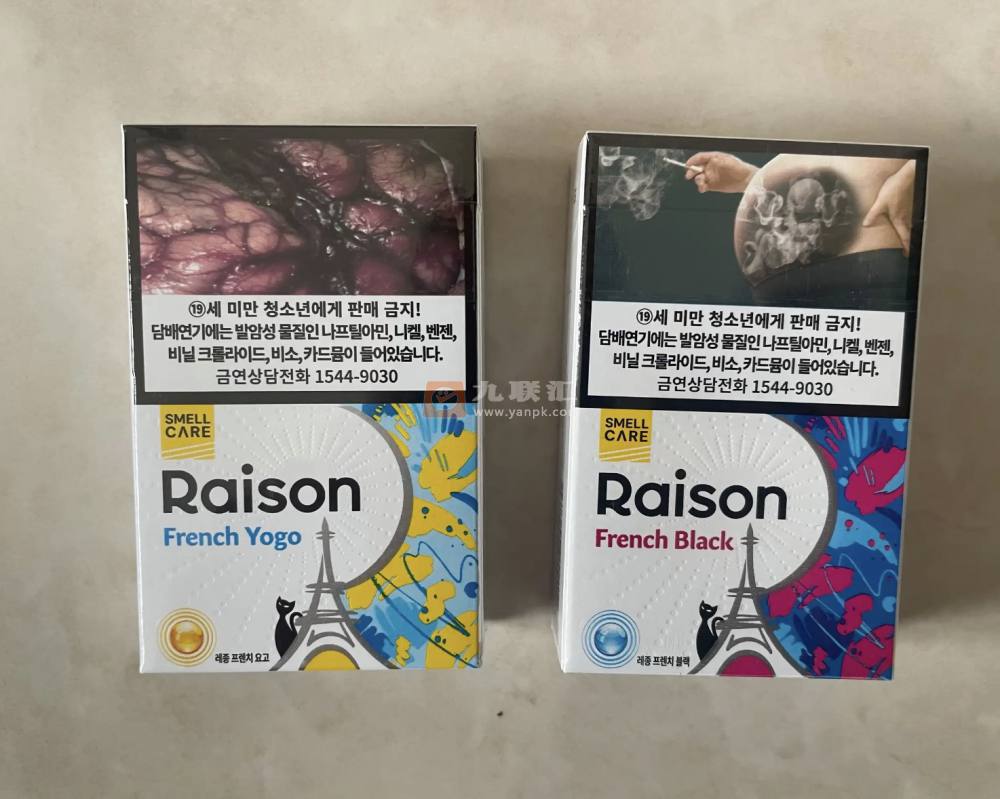 ⑲세 미만 청소년에게 판매 금지!
담배연기에는 발암성 물질인 나프틸아민, 니켈, 벤젠,
비닐 크롤라이드, 비소, 카드뮴이 들어있습니다.
금연상담전화 1544-9030
SMELL
CARE
Raison
French Yogo
레종 프렌치 요고
⑲세 미만 청소년에게 판매 금지!
담배연기에는 발암성 물질인 나프틸아민, 니켈, 벤젠,
비닐 크롤라이드, 비소, 카드뮴이 들어있습니다.
금연상담전화 1544-9030
SMELL
CARE
Raison
French Black
레종 프렌치 블랙
九联汇
www.yanpk.com